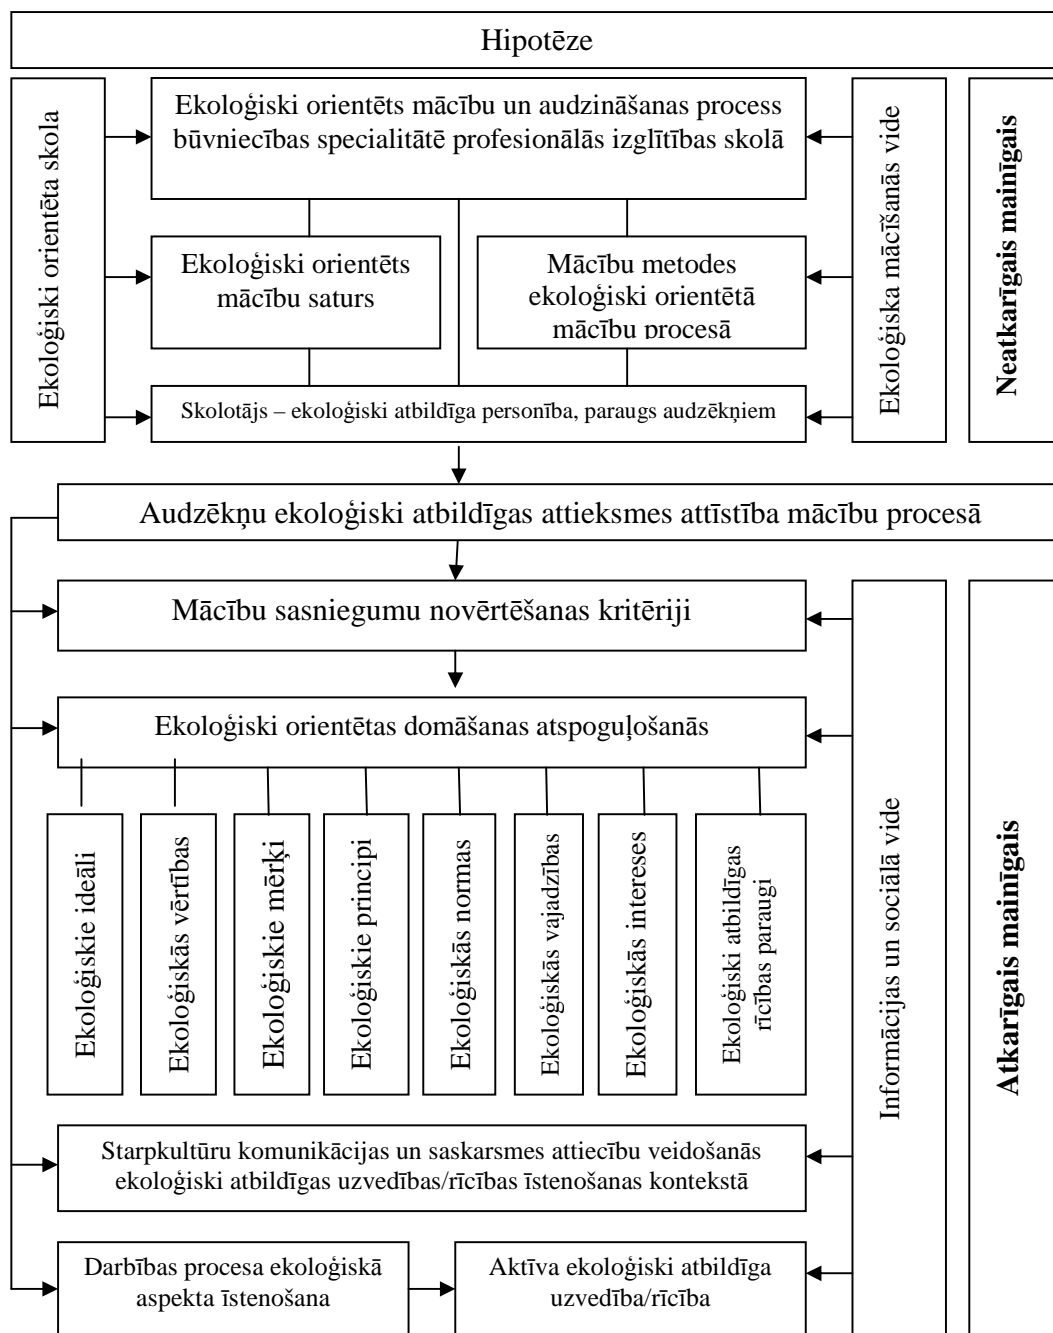 Hipotēze
Ekoloģiski orientēta skola
Ekoloģiski orientēts mācību un audzināšanas process
būvniecības specialitātē profesionālās izglītības skolā
Ekoloģiska mācīšanās vide
Neatkarīgais mainīgais
Ekoloģiski orientēts
mācību saturs
Mācību metodes
ekoloģiski orientētā
mācību procesā
Skolotājs – ekoloģiski atbildīga personība, paraugs audzēkņiem
Audzēkņu ekoloģiski atbildīgas attieksmes attīstība mācību procesā
Mācību sasniegumu novērtēšanas kritēriji
Ekoloģiski orientētas domāšanas atspoguļošanās
Ekoloģiskie ideāli
Ekoloģiskās vērtības
Ekoloģiskie mērķi
Ekoloģiskie principi
Ekoloģiskās normas
Ekoloģiskās vajadzības
Ekoloģiskās intereses
Ekoloģiski atbildīgas
rīcības paraugi
Informācijas un sociālā vide
Atkarīgais mainīgais
Starpkultūru komunikācijas un saskarsmes attiecību veidošanās
ekoloģiski atbildīgas uzvedības/rīcības īstenošanas kontekstā
Darbības procesa ekoloģiskā
aspekta īstenošana
Aktīva ekoloģiski atbildīga
uzvedība/rīcība